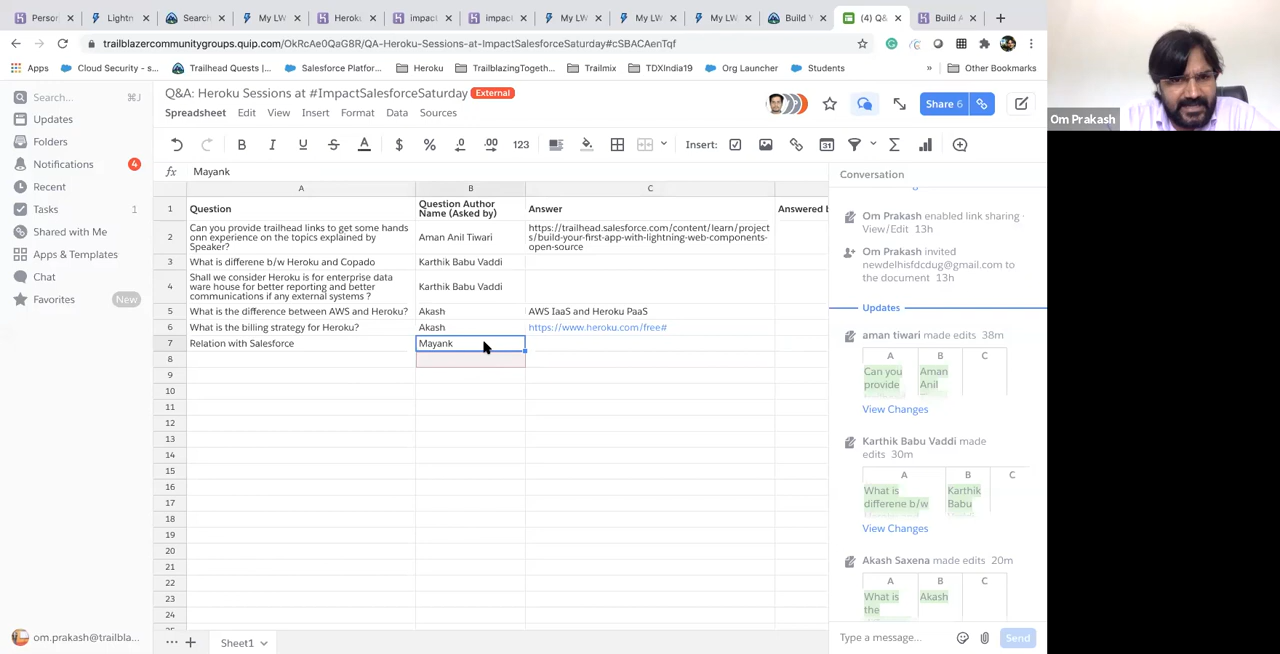 Person
Lightn
Search
My LW
Heroku
impact
impact
My LW
My LW
My LW
Build Y
(4) Q&
Build A
trailblazercommunitygroups.quip.com/OkRcAe0QaG8R/QA-Heroku-Sessions-at-ImpactSalesforceSaturday#cSBACAenTqf
Apps
Cloud Security - s...
Trailhead Quests |...
Salesforce Platfor...
Heroku
TrailblazingTogeth...
Trailmix
TDXIndia19
Org Launcher
Students
»
Other Bookmarks
Search...
⌘J
Updates
Folders
Notifications
4
Recent
Tasks
1
Shared with Me
Apps & Templates
Chat
Favorites
New
om.prakash@trailbla...
Q&A: Heroku Sessions at #ImpactSalesforceSaturday
External
Spreadsheet Edit View Insert Format Data Sources
Share 6
B I U S A $ % .0 .00 123
Insert:
31
Σ
fx Mayank
A B C
1 Question
Question Author
Name (Asked by)
Answer
Answered b
2
Can you provide trailhead links to get some hands
onn experience on the topics explained by
Speaker?
Aman Anil Tiwari
https://trailhead.salesforce.com/content/learn/project
s/build-your-first-app-with-lightning-web-components-
open-source
3 What is differene b/w Heroku and Copado Karthik Babu Vaddi
4
Shall we consider Heroku is for enterprise data
ware house for better reporting and better
communications if any external systems ?
Karthik Babu Vaddi
5 What is the difference between AWS and Heroku? Akash AWS IaaS and Heroku PaaS
6 What is the billing strategy for Heroku? Akash https://www.heroku.com/free#
7 Relation with Salesforce Mayank
8
9
10
11
12
13
14
15
16
17
18
19
20
21
22
23
24
Sheet1
Conversation
Om Prakash enabled link sharing ·
View/Edit 13h
Om Prakash invited
newdelhisfdcdug@gmail.com to
the document 13h
Updates
aman tiwari made edits 38m
A B C
Can you
provide
Aman
Anil
View Changes
Karthik Babu Vaddi made
edits 30m
A B C
What is
differene b/w
Karthik
Babu
View Changes
Akash Saxena made edits 20m
A B C
What is
the
Akash
Type a message...
Send
Om Prakash